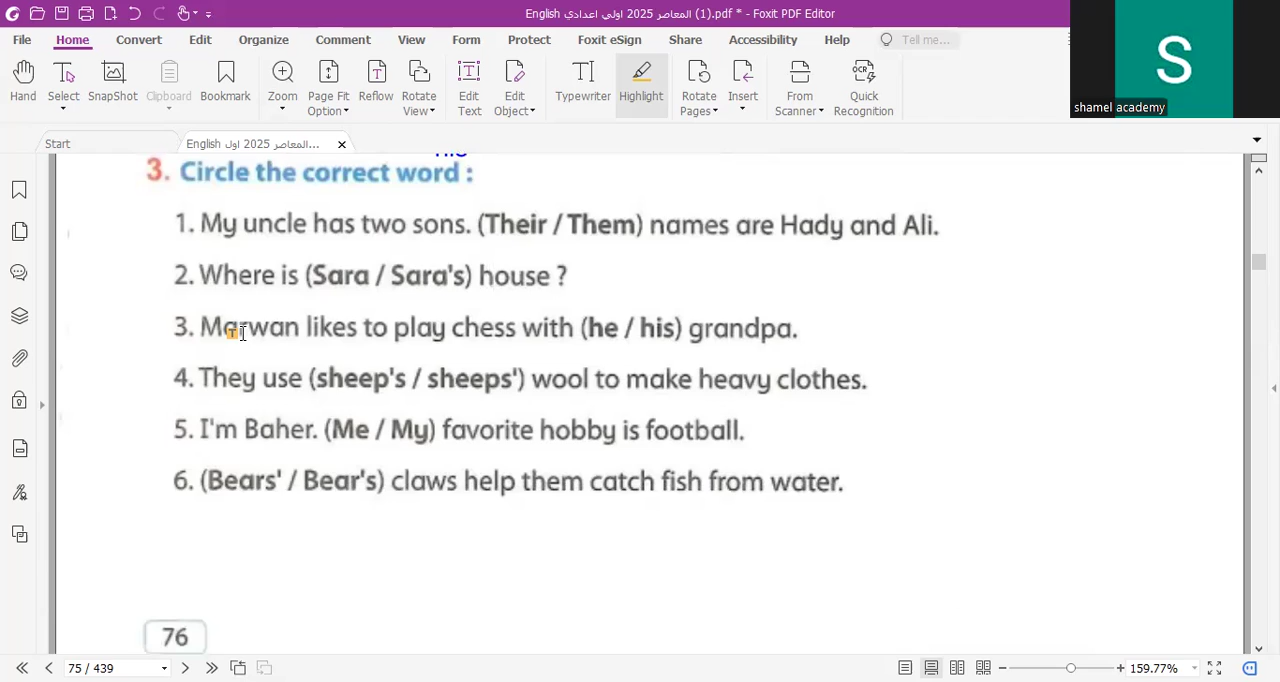 English المعاصر 2025 اولي اعدادي (1).pdf * - Foxit PDF Editor
File Home Convert Edit Organize Comment View Form Protect Foxit eSign Share Accessibility Help Tell me...
Hand Select SnapShot Clipboard Bookmark Zoom Page Fit Option Reflow Rotate View Edit Text Edit Object Typewriter Highlight Rotate Pages Insert From Scanner OCR Quick Recognition
S
shamel academy
Start English المعاصر 2025 اول...
3. Circle the correct word :
1. My uncle has two sons. (Their / Them) names are Hady and Ali.
2. Where is (Sara / Sara's) house ?
3. Marwan likes to play chess with (he / his) grandpa.
4. They use (sheep's / sheeps') wool to make heavy clothes.
5. I'm Baher. (Me / My) favorite hobby is football.
6. (Bears' / Bear's) claws help them catch fish from water.
76
75 / 439 159.77%